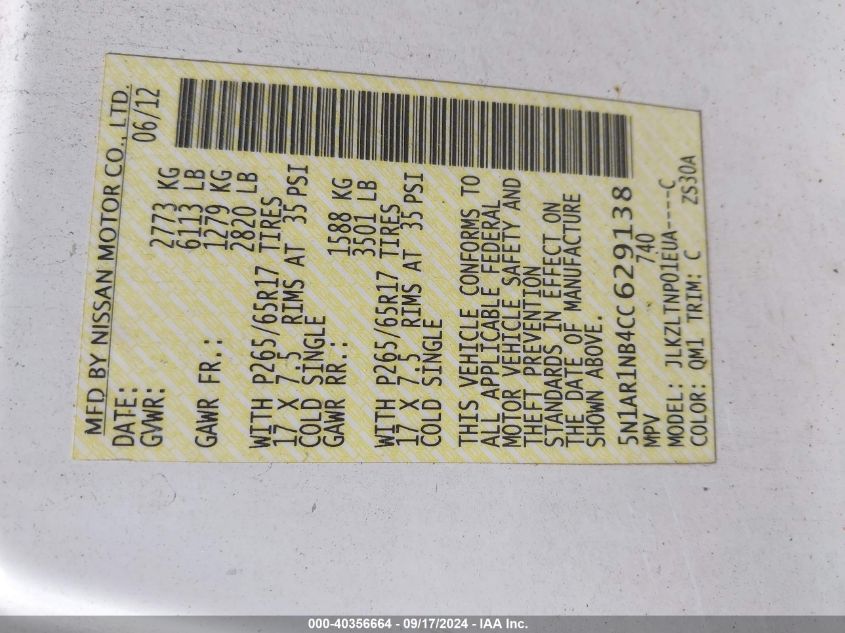 MFD BY NISSAN MOTOR CO., LTD.
DATE: 06/12
GVWR: 2773 KG
6113 LB
GAWR FR.: 1279 KG
2820 LB
WITH P265/65R17 TIRES
17 X 7.5 RIMS AT 35 PSI
COLD SINGLE
GAWR RR.: 1588 KG
3501 LB
WITH P265/65R17 TIRES
17 X 7.5 RIMS AT 35 PSI
COLD SINGLE
THIS VEHICLE CONFORMS TO
ALL APPLICABLE FEDERAL
MOTOR VEHICLE SAFETY AND
THEFT PREVENTION
STANDARDS IN EFFECT ON
THE DATE OF MANUFACTURE
SHOWN ABOVE.
5N1AR1NB4CC629138
MPV 740
MODEL: JLKZLTNP01EUA----C
COLOR: QM1 TRIM: C ZS30A
000-40356664 - 09/17/2024 - IAA Inc.